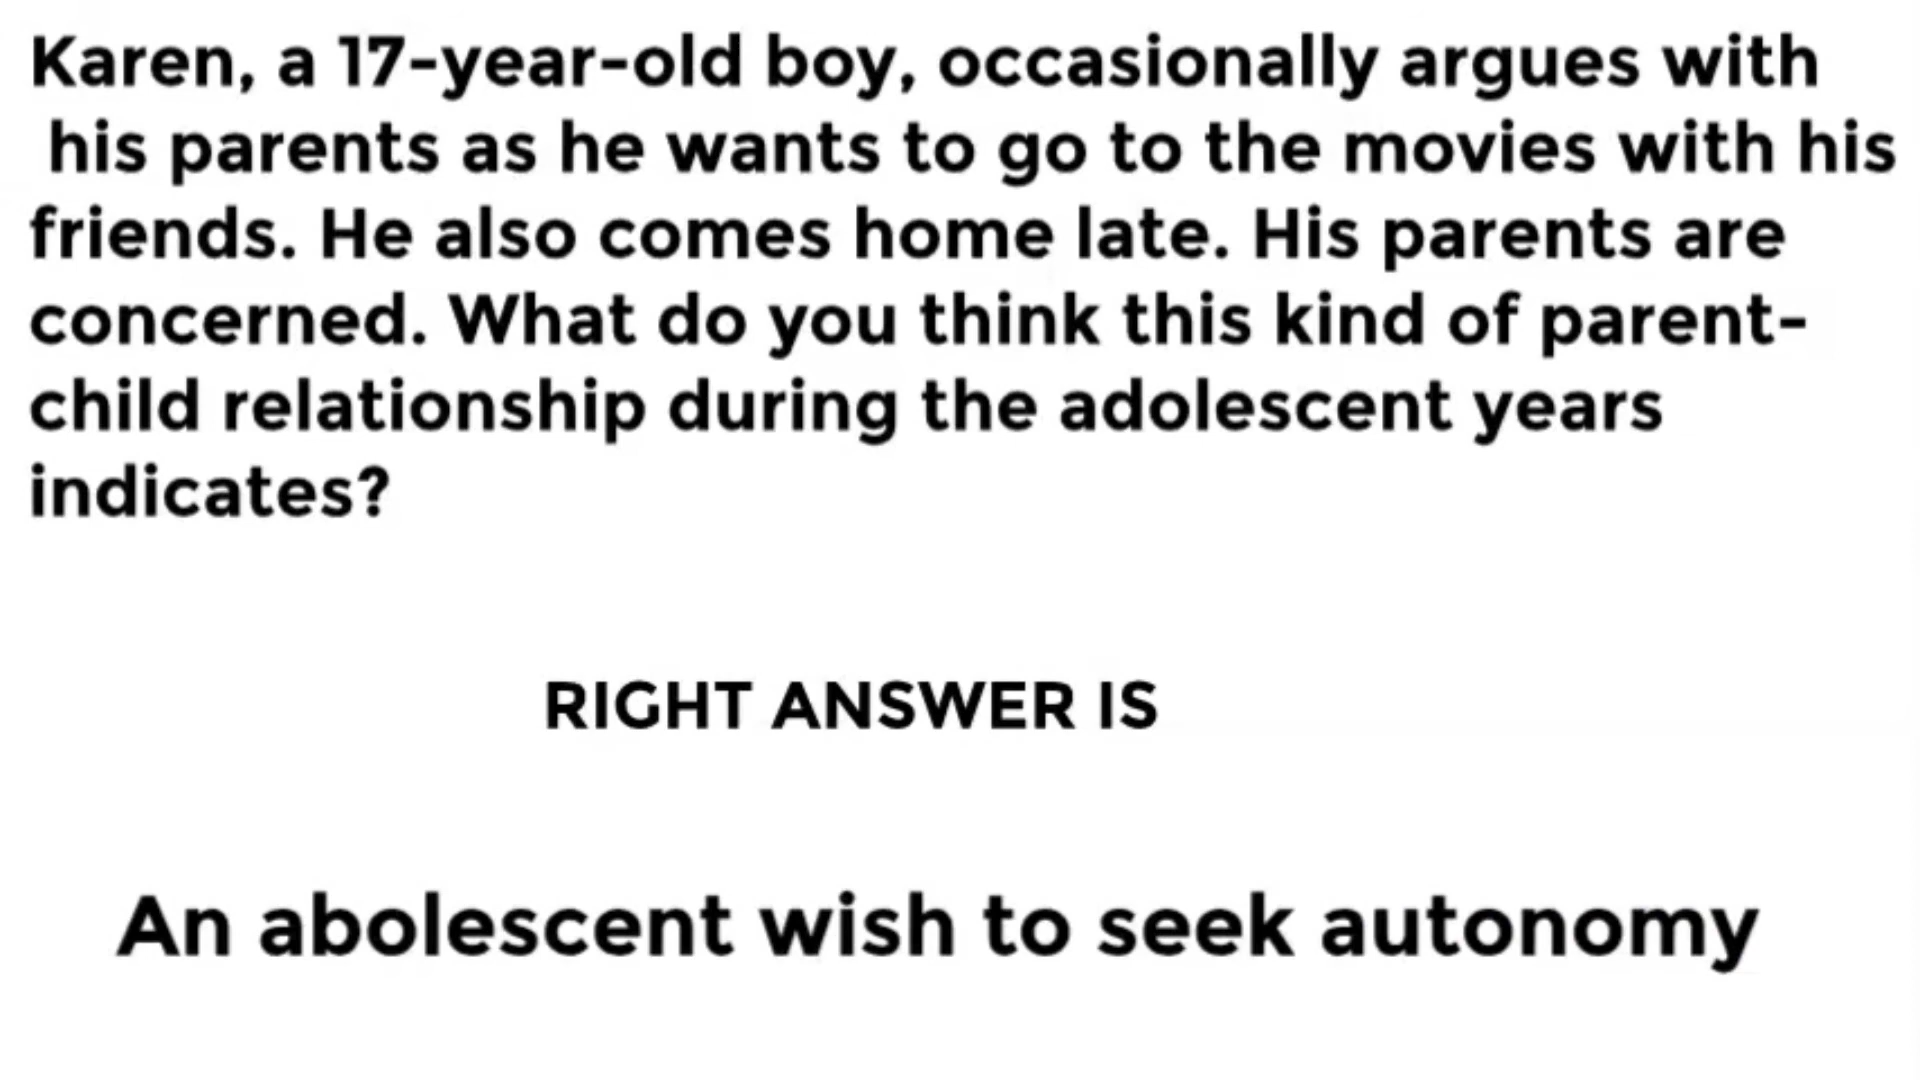 Karen, a 17-year-old boy, occasionally argues with
his parents as he wants to go to the movies with his
friends. He also comes home late. His parents are
concerned. What do you think this kind of parent-
child relationship during the adolescent years
indicates?
RIGHT ANSWER IS
An abolescent wish to seek autonomy